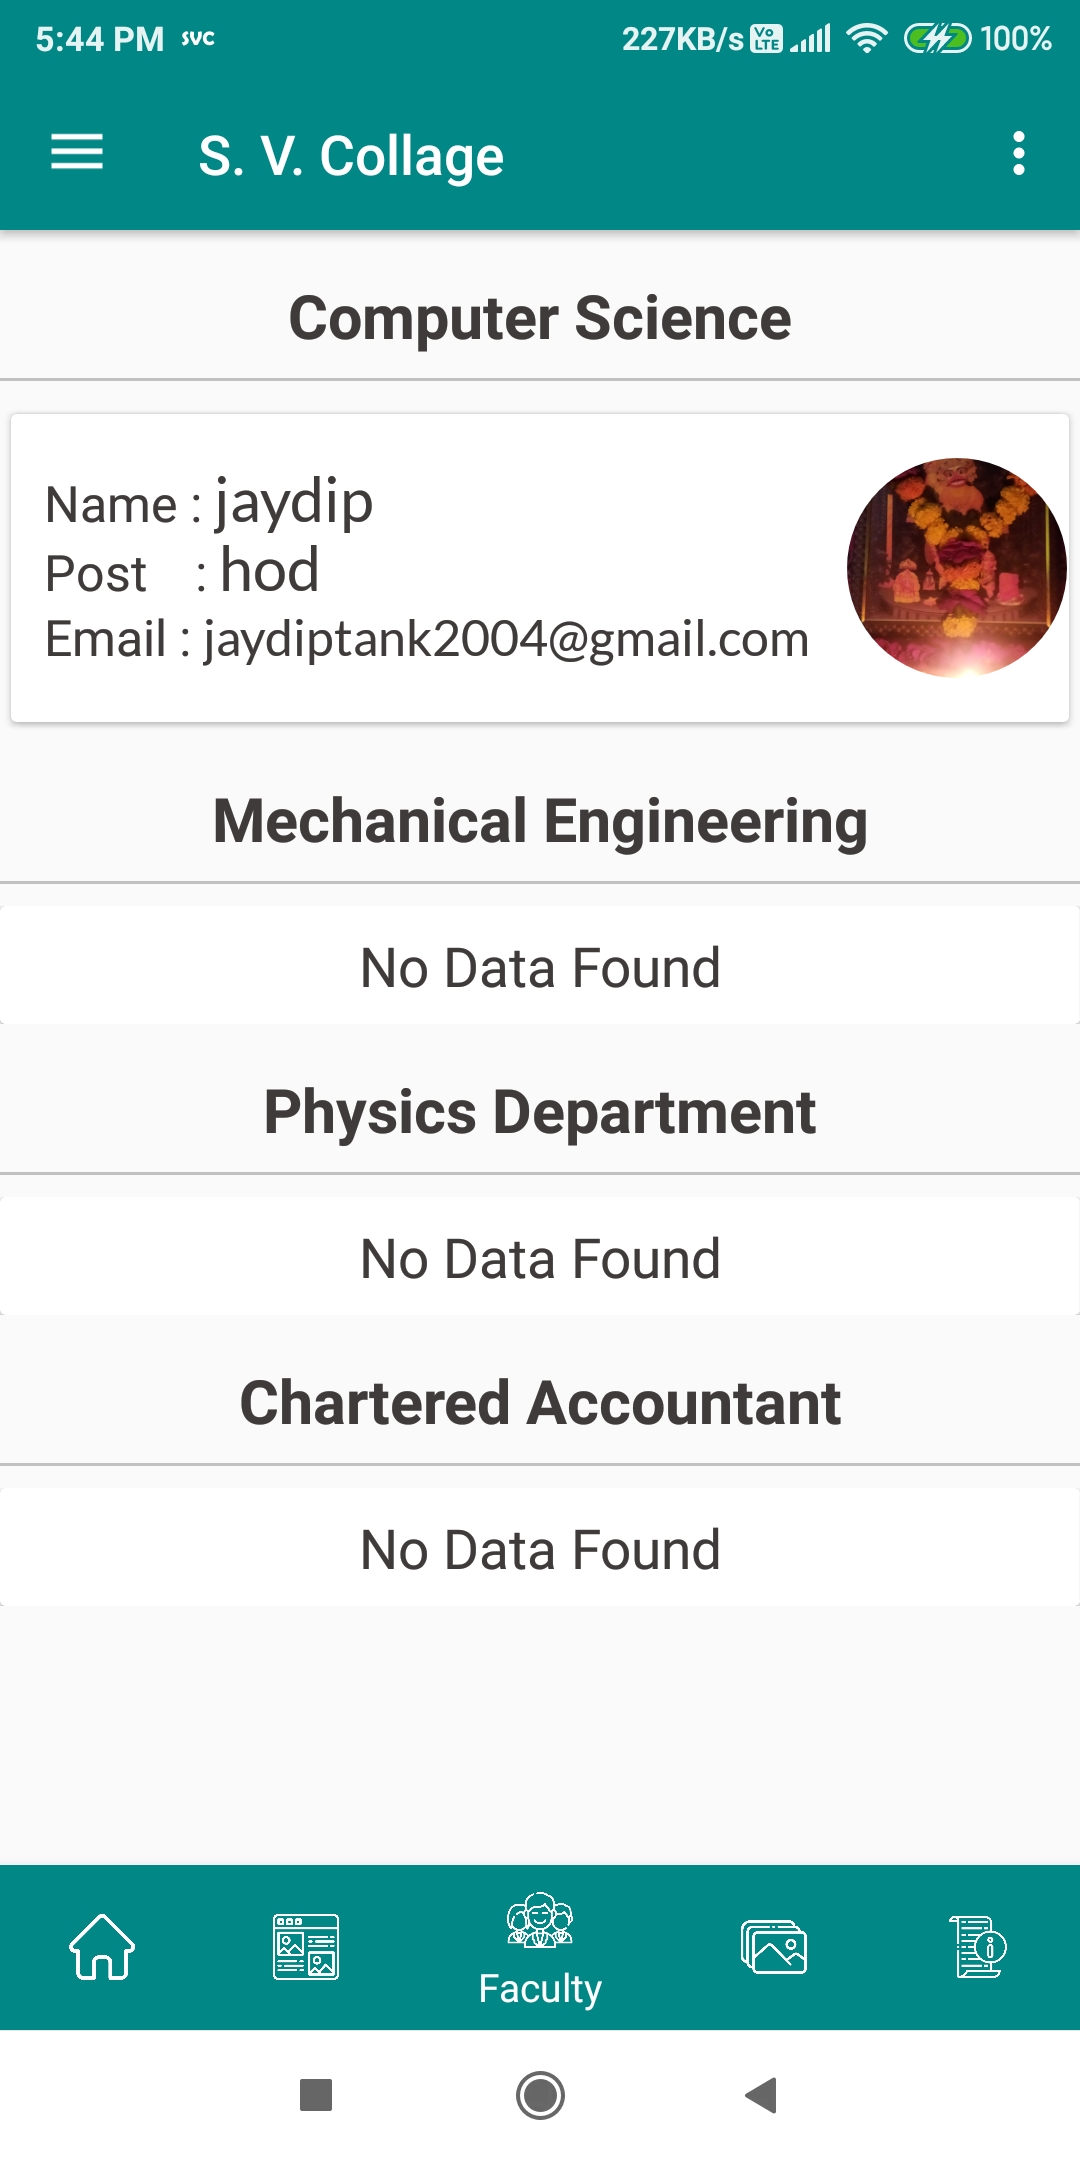 5:44 PM SVC 227KB/s Vo LTE 100%
S. V. Collage
Computer Science
Name : jaydip
Post : hod
Email : jaydiptank2004@gmail.com
Mechanical Engineering
No Data Found
Physics Department
No Data Found
Chartered Accountant
No Data Found
Faculty